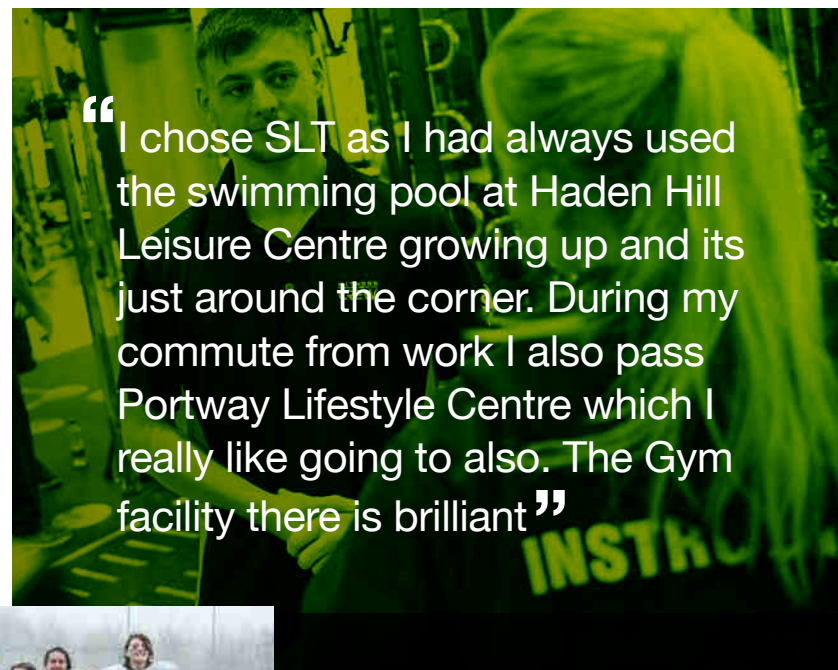 “I chose SLT as I had always used
the swimming pool at Haden Hill
Leisure Centre growing up and its
just around the corner. During my
commute from work I also pass
Portway Lifestyle Centre which I
really like going to also. The Gym
facility there is brilliant”